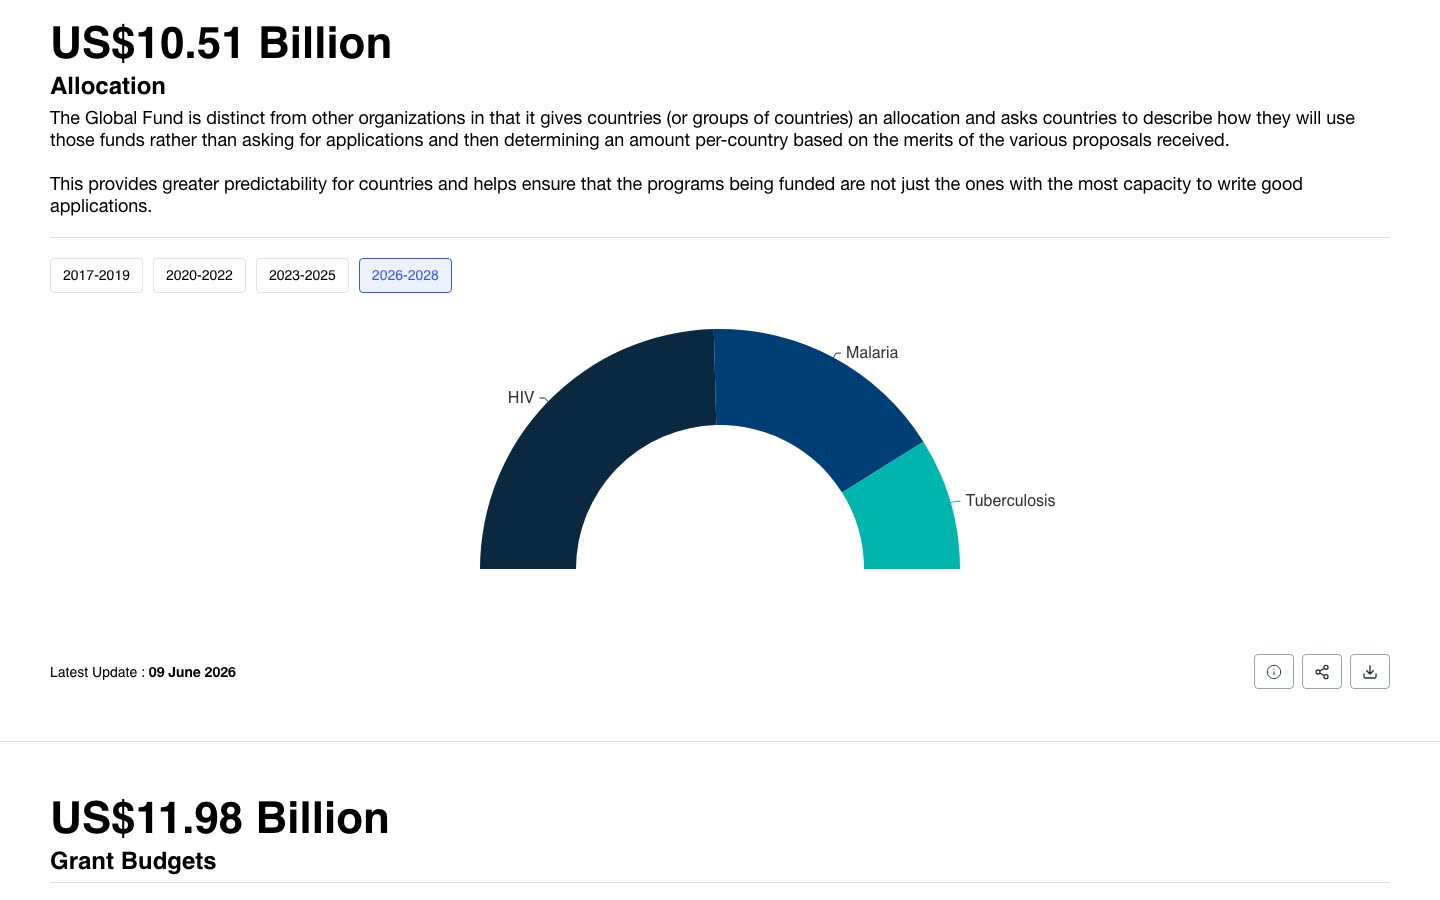 US$10.51 Billion
Allocation
The Global Fund is distinct from other organizations in that it gives countries (or groups of countries) an allocation and asks countries to describe how they will use
those funds rather than asking for applications and then determining an amount per-country based on the merits of the various proposals received.
This provides greater predictability for countries and helps ensure that the programs being funded are not just the ones with the most capacity to write good
applications.
2017-2019 2020-2022 2023-2025 2026-2028
Malaria
HIV
Tuberculosis
Latest Update : 09 June 2026
US$11.98 Billion
Grant Budgets